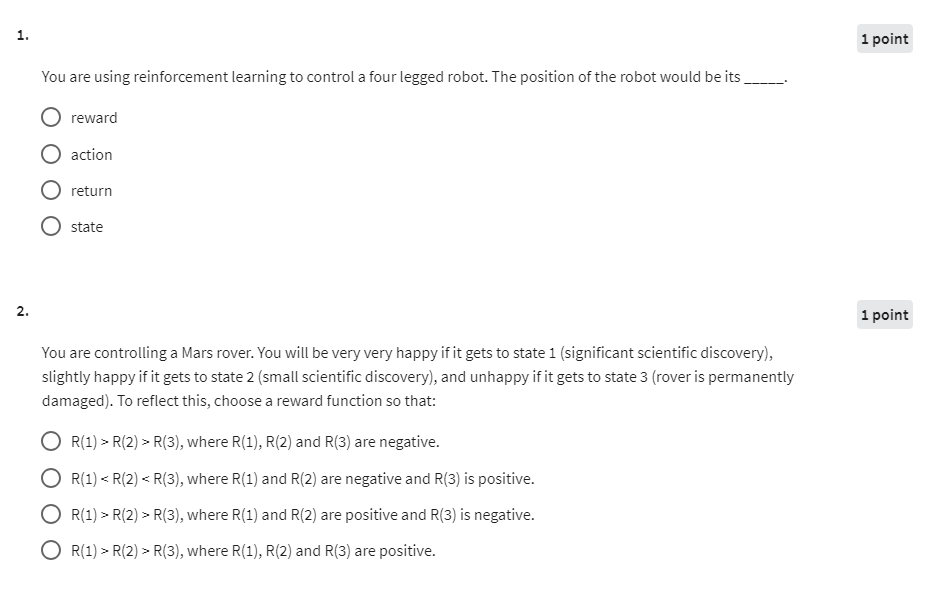 1.
1 point
You are using reinforcement learning to control a four legged robot. The position of the robot would be its _____.
reward
action
return
state
2.
1 point
You are controlling a Mars rover. You will be very very happy if it gets to state 1 (significant scientific discovery),
slightly happy if it gets to state 2 (small scientific discovery), and unhappy if it gets to state 3 (rover is permanently
damaged). To reflect this, choose a reward function so that:
R(1) > R(2) > R(3), where R(1), R(2) and R(3) are negative.
R(1) < R(2) < R(3), where R(1) and R(2) are negative and R(3) is positive.
R(1) > R(2) > R(3), where R(1) and R(2) are positive and R(3) is negative.
R(1) > R(2) > R(3), where R(1), R(2) and R(3) are positive.